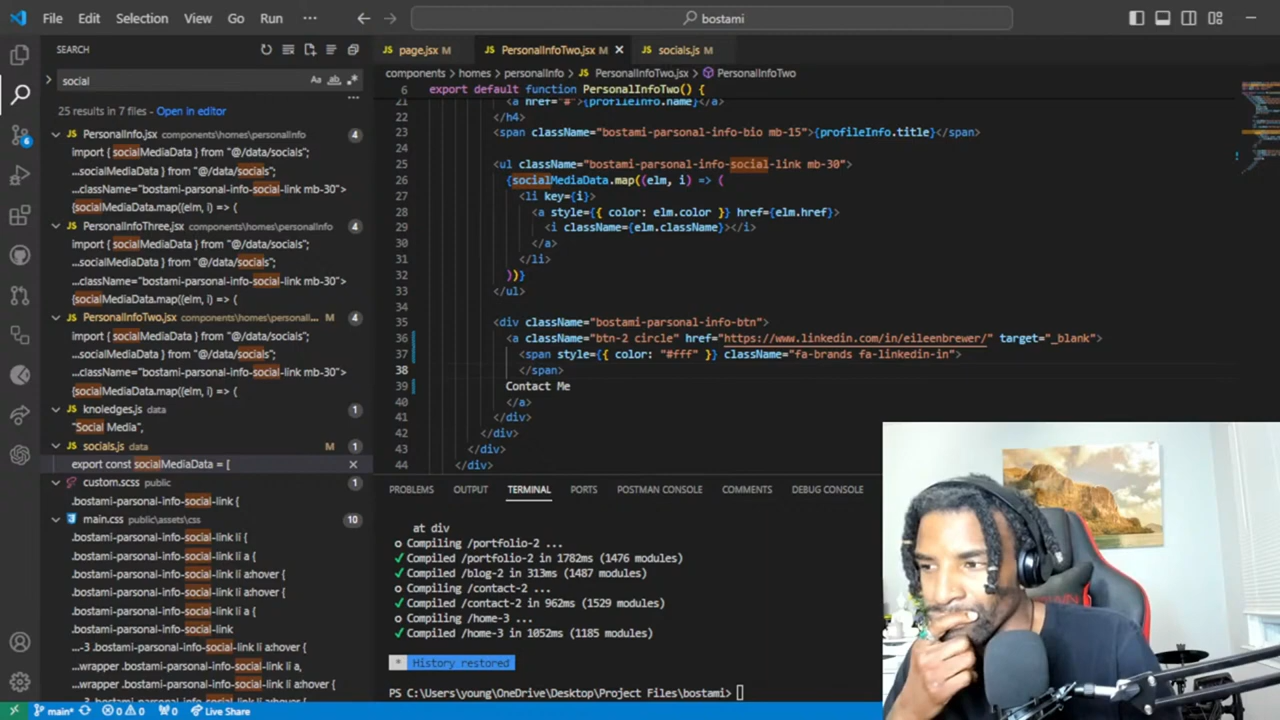 File Edit Selection View Go Run ...
bostami
SEARCH
page.jsx M
PersonalInfoTwo.jsx M
socials.js M
components > homes > personalInfo > PersonalInfoTwo.jsx > PersonalInfoTwo
social
Aa ab
25 results in 7 files - Open in editor
PersonalInfo.jsx components\homes\personalInfo 4
import { socialMediaData } from "@/data/socials";
...socialMediaData } from "@/data/socials";
...className="bostami-parsonal-info-social-link mb-30">
{socialMediaData.map((elm, i) => (
PersonalInfoThree.jsx components\homes\personalInfo 4
import { socialMediaData } from "@/data/socials";
...socialMediaData } from "@/data/socials";
...className="bostami-parsonal-info-social-link mb-30">
{socialMediaData.map((elm, i) => (
PersonalInfoTwo.jsx components\homes\personalI... M 4
import { socialMediaData } from "@/data/socials";
...socialMediaData } from "@/data/socials";
...className="bostami-parsonal-info-social-link mb-30">
{socialMediaData.map((elm, i) => (
knoledges.js data 1
"Social Media",
socials.js data M 1
export const socialMediaData = [
custom.scss public 1
.bostami-parsonal-info-social-link {
main.css public\assets\css 10
.bostami-parsonal-info-social-link li {
.bostami-parsonal-info-social-link li a {
.bostami-parsonal-info-social-link li a:hover {
.bostami-parsonal-info-social-link li a:hover {
.bostami-parsonal-info-social-link li a {
.bostami-parsonal-info-social-link
...-3 .bostami-parsonal-info-social-link li a:hover {
...wrapper .bostami-parsonal-info-social-link li a,
...wrapper .bostami-parsonal-info-social-link li a:hover {
6 export default function PersonalInfoTwo() {
21 <a href="#">{profileInfo.name}</a>
22 </h4>
23 <span className="bostami-parsonal-info-bio mb-15">{profileInfo.title}</span>
24
25 <ul className="bostami-parsonal-info-social-link mb-30">
26 {socialMediaData.map((elm, i) => (
27 <li key={i}>
28 <a style={{ color: elm.color }} href={elm.href}>
29 <i className={elm.className}></i>
30 </a>
31 </li>
32 ))}
33 </ul>
34
35 <div className="bostami-parsonal-info-btn">
36 <a className="btn-2 circle" href="https://www.linkedin.com/in/eileenbrewer/" target="_blank">
37 <span style={{ color: "#fff" }} className="fa-brands fa-linkedin-in">
38 </span>
39 Contact Me
40 </a>
41 </div>
42 </div>
43 </div>
44 </div>
PROBLEMS OUTPUT TERMINAL PORTS POSTMAN CONSOLE COMMENTS DEBUG CONSOLE
at div
○ Compiling /portfolio-2 ...
✓ Compiled /portfolio-2 in 1782ms (1476 modules)
✓ Compiled /blog-2 in 313ms (1487 modules)
○ Compiling /contact-2 ...
✓ Compiled /contact-2 in 962ms (1529 modules)
○ Compiling /home-3 ...
✓ Compiled /home-3 in 1052ms (1185 modules)
* History restored
PS C:\Users\young\OneDrive\Desktop\Project Files\bostami>
main* 0 0 0 Live Share